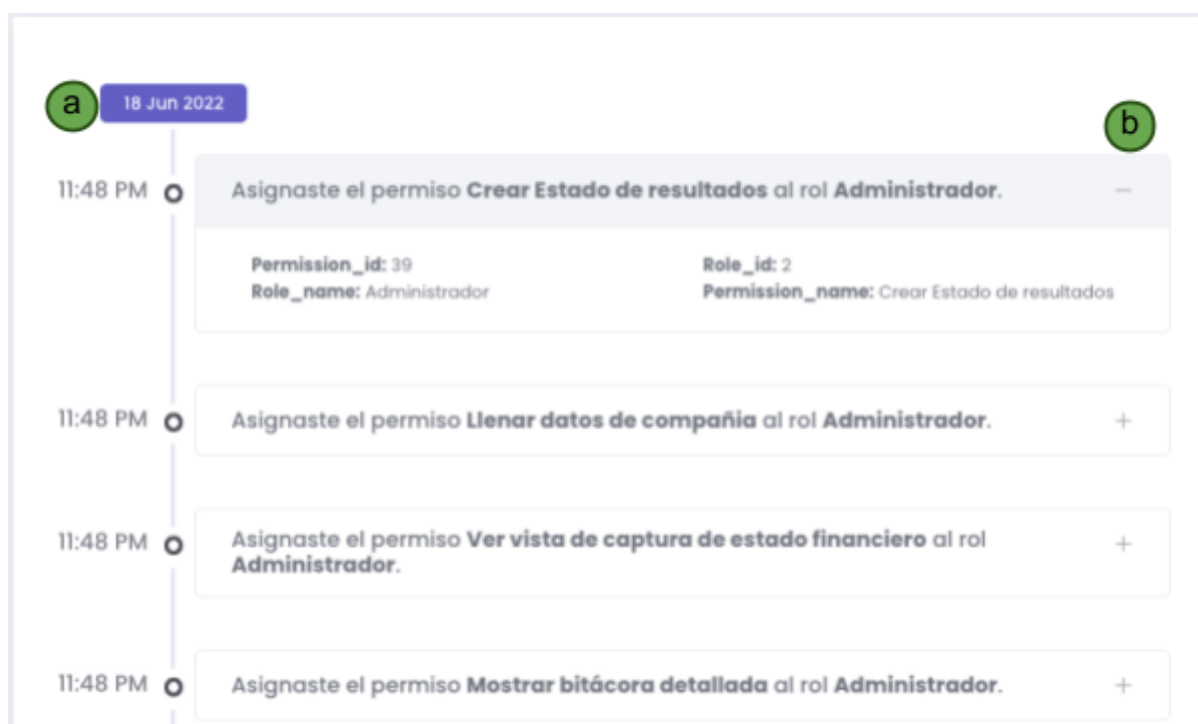 a 18 Jun 2022
b
11:48 PM Asignaste el permiso Crear Estado de resultados al rol Administrador. −
Permission_id: 39 Role_id: 2
Role_name: Administrador Permission_name: Crear Estado de resultados
11:48 PM Asignaste el permiso Llenar datos de compañia al rol Administrador. +
11:48 PM Asignaste el permiso Ver vista de captura de estado financiero al rol +
Administrador.
11:48 PM Asignaste el permiso Mostrar bitácora detallada al rol Administrador. +